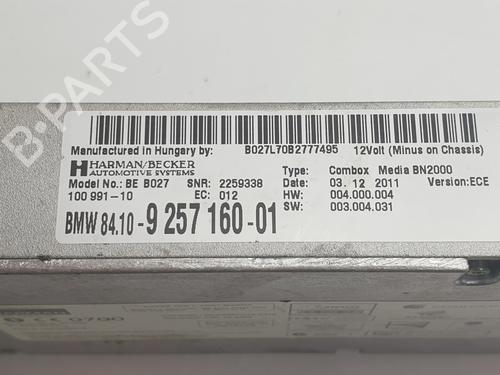 B-PARTS
Manufactured in Hungary by: B027L70B2777495 12Volt (Minus on Chassis)
HARMAN/BECKER
AUTOMOTIVE SYSTEMS
Type: Combox Media BN2000
Model No.: BE B027 SNR: 2259338 Date: 03. 12 2011 Version:ECE
100 991-10 EC: 012 HW: 004.000.004
BMW 84.10-9 257 160-01 SW: 003.004.031